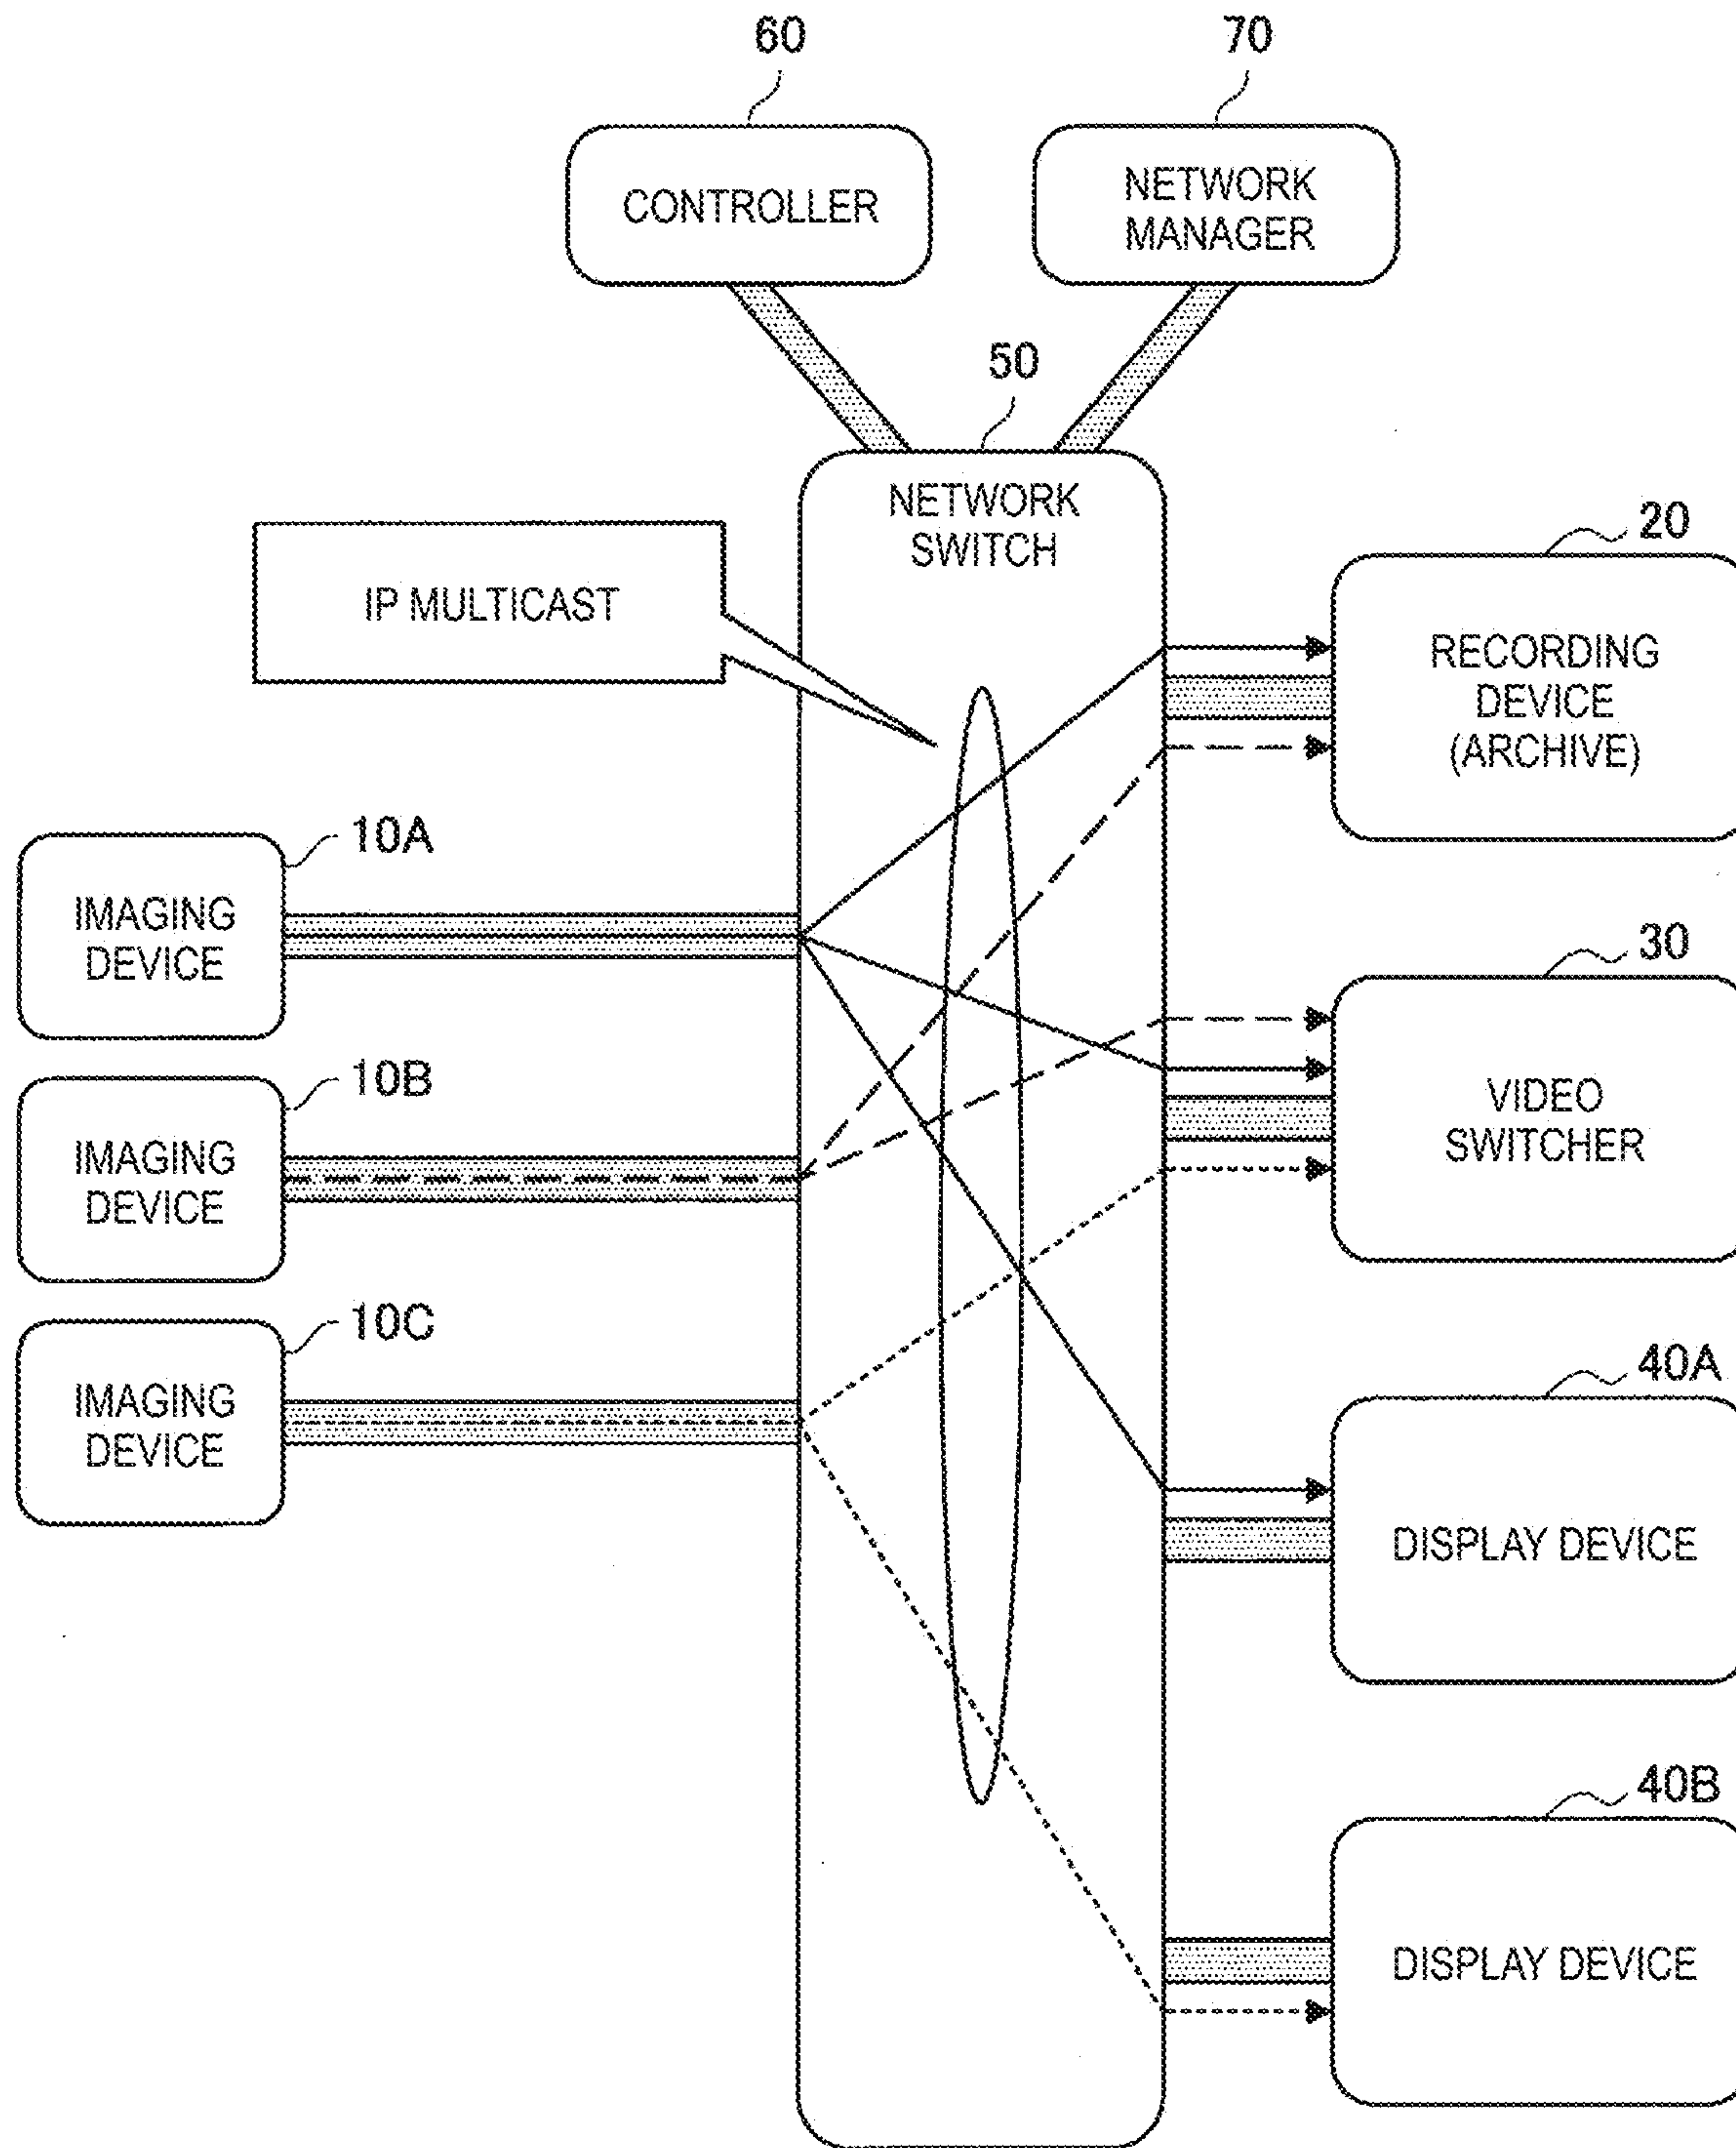 60
70
CONTROLLER
NETWORK
MANAGER
50
NETWORK
SWITCH
IP MULTICAST
20
RECORDING
DEVICE
(ARCHIVE)
10A
IMAGING
DEVICE
30
VIDEO
SWITCHER
10B
IMAGING
DEVICE
10C
IMAGING
DEVICE
40A
DISPLAY DEVICE
40B
DISPLAY DEVICE